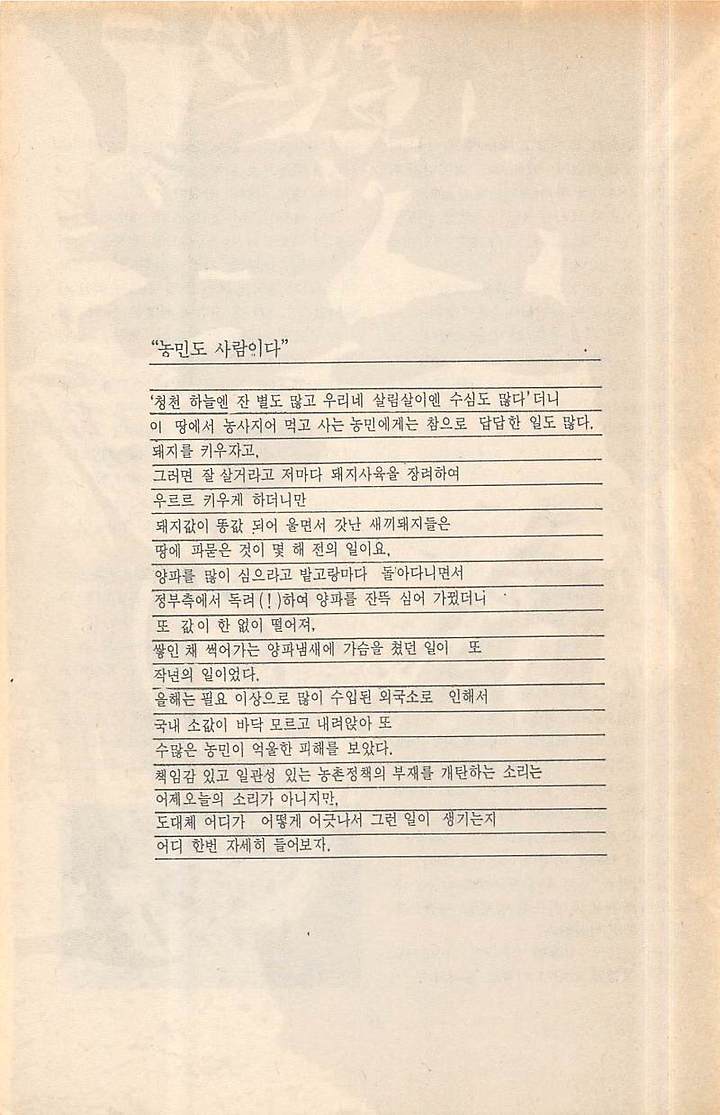 “농민도 사람이다”
‘청천 하늘엔 잔 별도 많고 우리네 살림살이엔 수심도 많다’더니
이 땅에서 농사지어 먹고 사는 농민에게는 참으로 답답한 일도 많다.
돼지를 키우자고,
그러면 잘 살거라고 저마다 돼지사육을 장려하여
우르르 키우게 하더니만
돼지값이 똥값 되어 울면서 갓난 새끼돼지들은
땅에 파묻은 것이 몇 해 전의 일이요,
양파를 많이 심으라고 밭고랑마다 돌아다니면서
정부측에서 독려(!)하여 양파를 잔뜩 심어 가꿨더니
또 값이 한 없이 떨어져,
쌓인 채 썩어가는 양파냄새에 가슴을 쳤던 일이 또
작년의 일이었다.
올해는 필요 이상으로 많이 수입된 외국소로 인해서
국내 소값이 바닥 모르고 내려앉아 또
수많은 농민이 억울한 피해를 보았다.
책임감 있고 일관성 있는 농촌정책의 부재를 개탄하는 소리는
어제오늘의 소리가 아니지만,
도대체 어디가 어떻게 어긋나서 그런 일이 생기는지
어디 한번 자세히 들어보자.